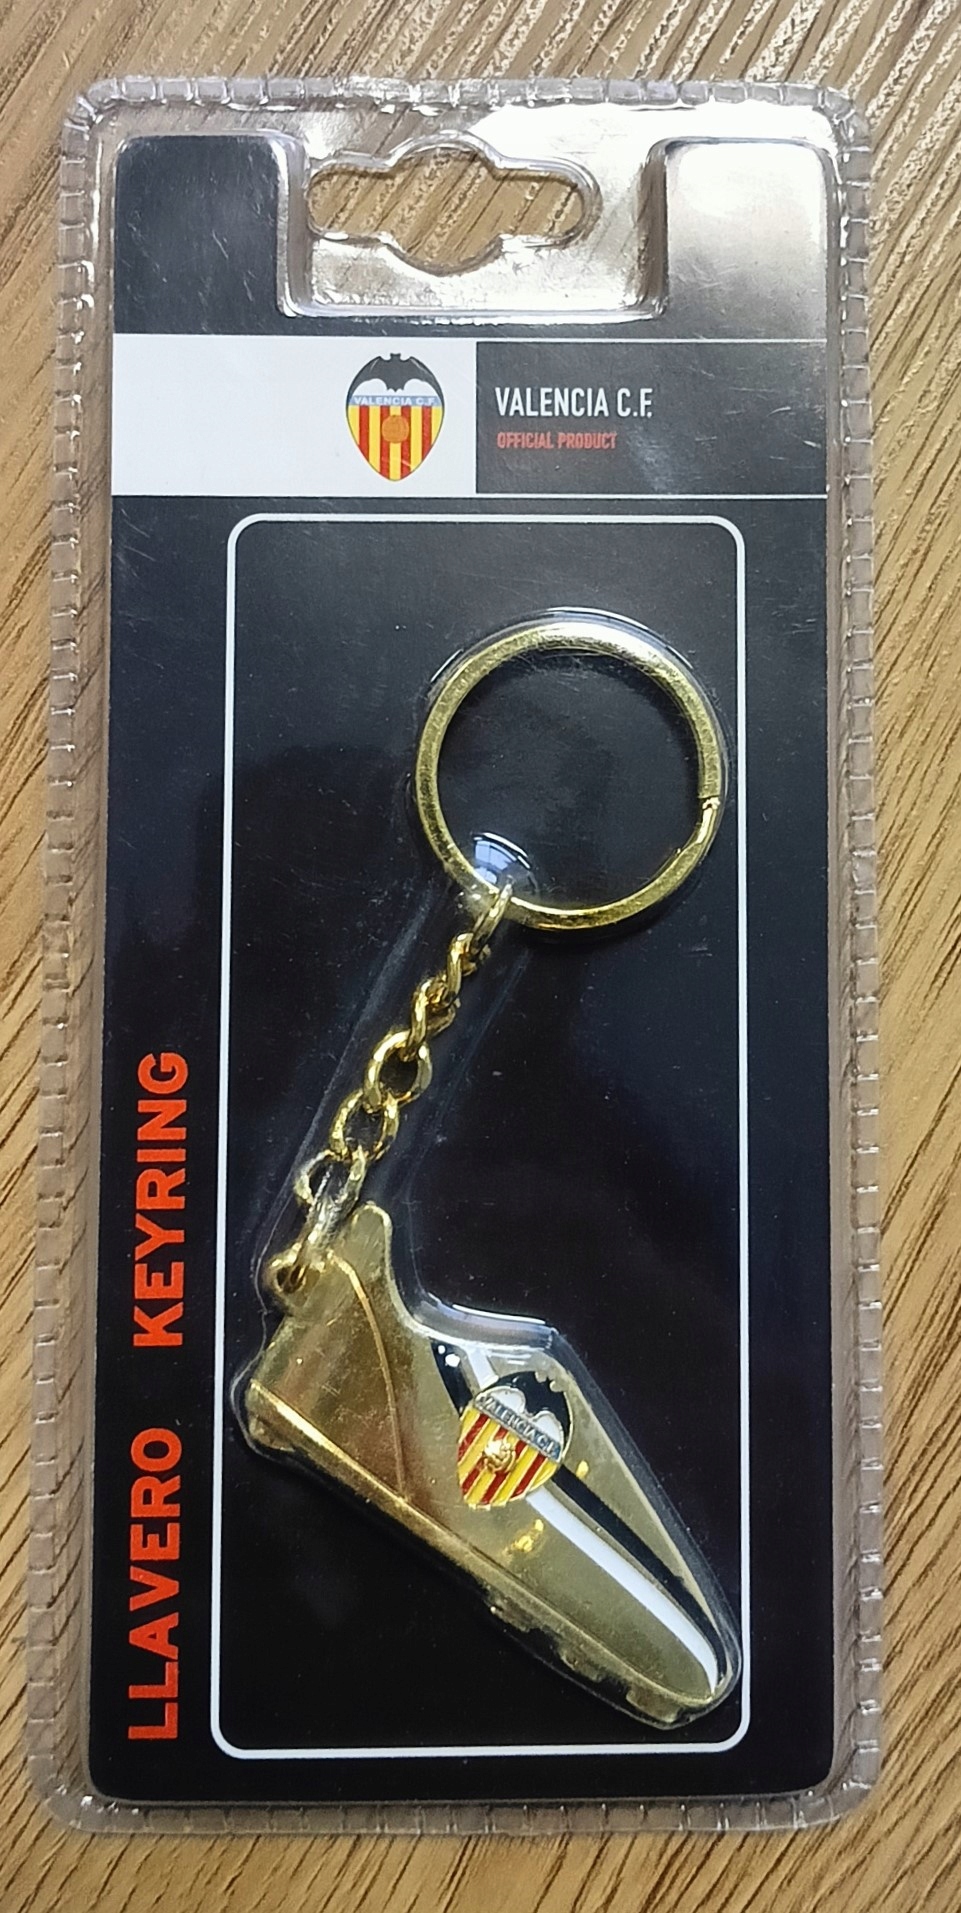 VALENCIA C.F.
VALENCIA C.F.
OFFICIAL PRODUCT
LLAVERO KEYRING
VALENCIA C.F.